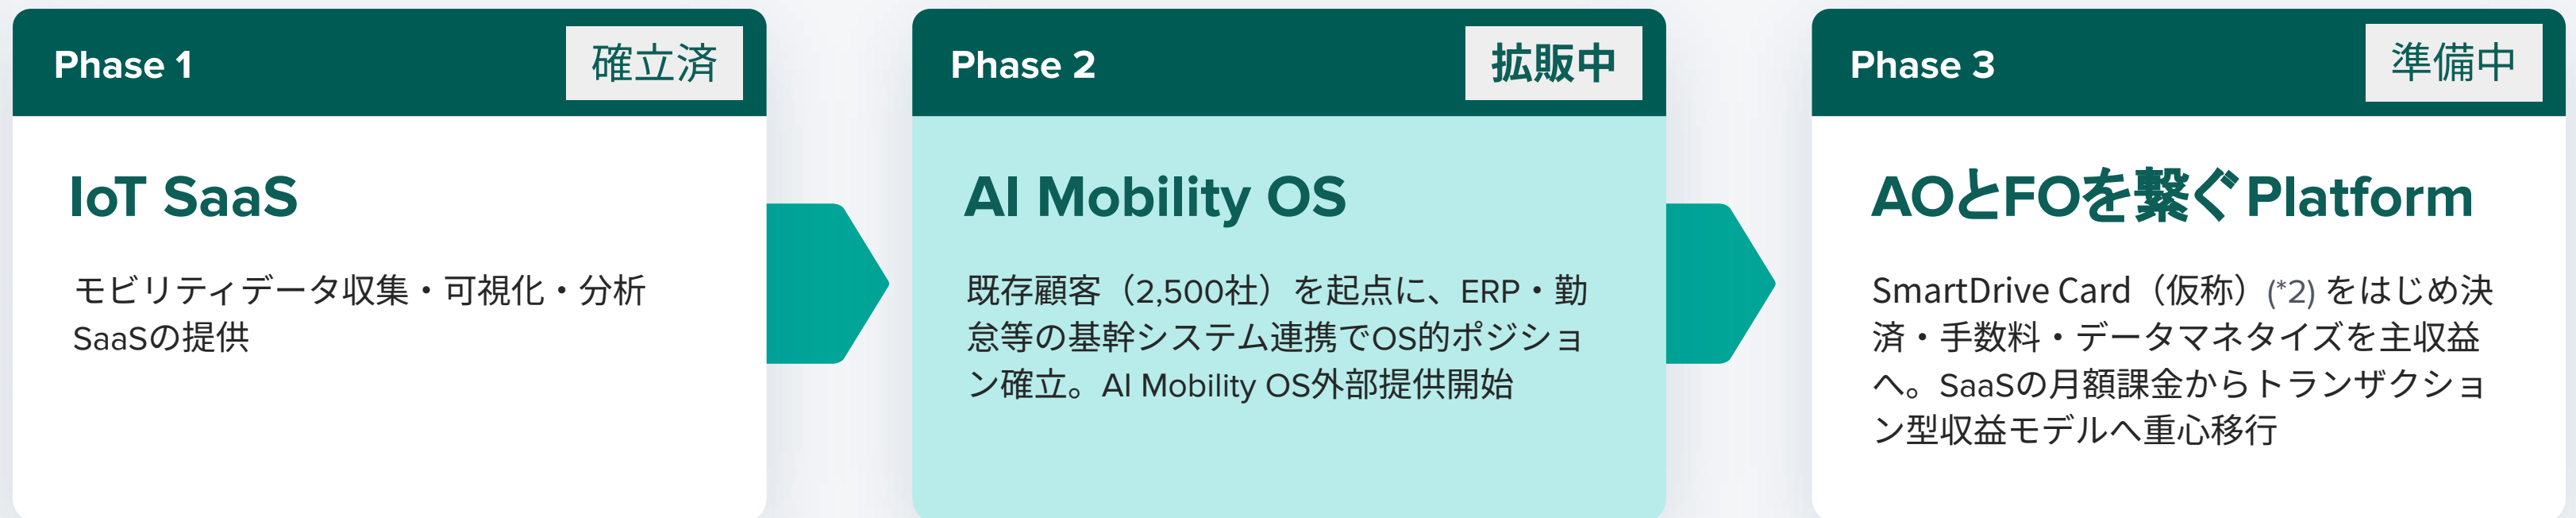 Phase 1
確立済
IoT SaaS
モビリティデータ収集・可視化・分析
SaaSの提供
Phase 2
拡販中
AI Mobility OS
既存顧客（2,500社）を起点に、ERP・勤
怠等の基幹システム連携でOS的ポジショ
ン確立。AI Mobility OS外部提供開始
Phase 3
準備中
AOとFOを繋ぐPlatform
SmartDrive Card（仮称）(*2) をはじめ決
済・手数料・データマネタイズを主収益
へ。SaaSの月額課金からトランザクショ
ン型収益モデルへ重心移行